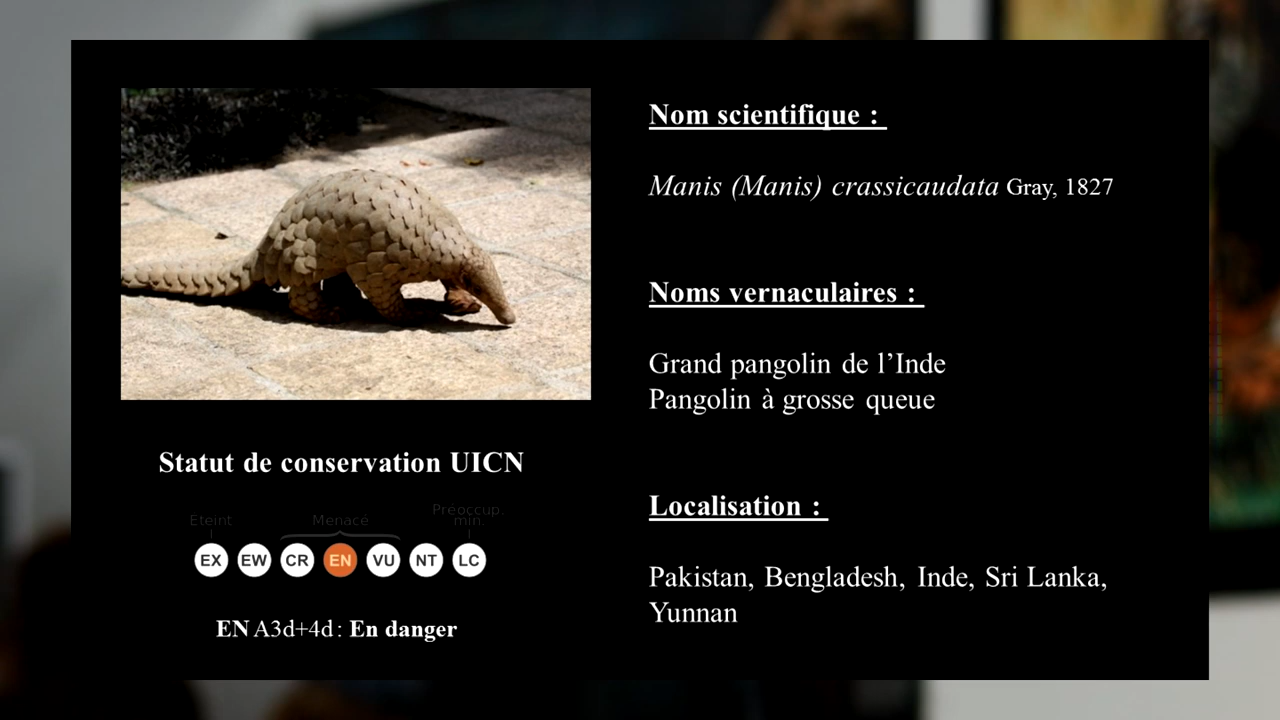 Nom scientifique :
Manis (Manis) crassicaudata Gray, 1827
Noms vernaculaires :
Grand pangolin de l’Inde
Pangolin à grosse queue
Statut de conservation UICN
Localisation :
Préoccup.
Eteint Menacé min.
EX EW CR EN VU NT LC
Pakistan, Bengladesh, Inde, Sri Lanka,
Yunnan
EN A3d+4d : En danger